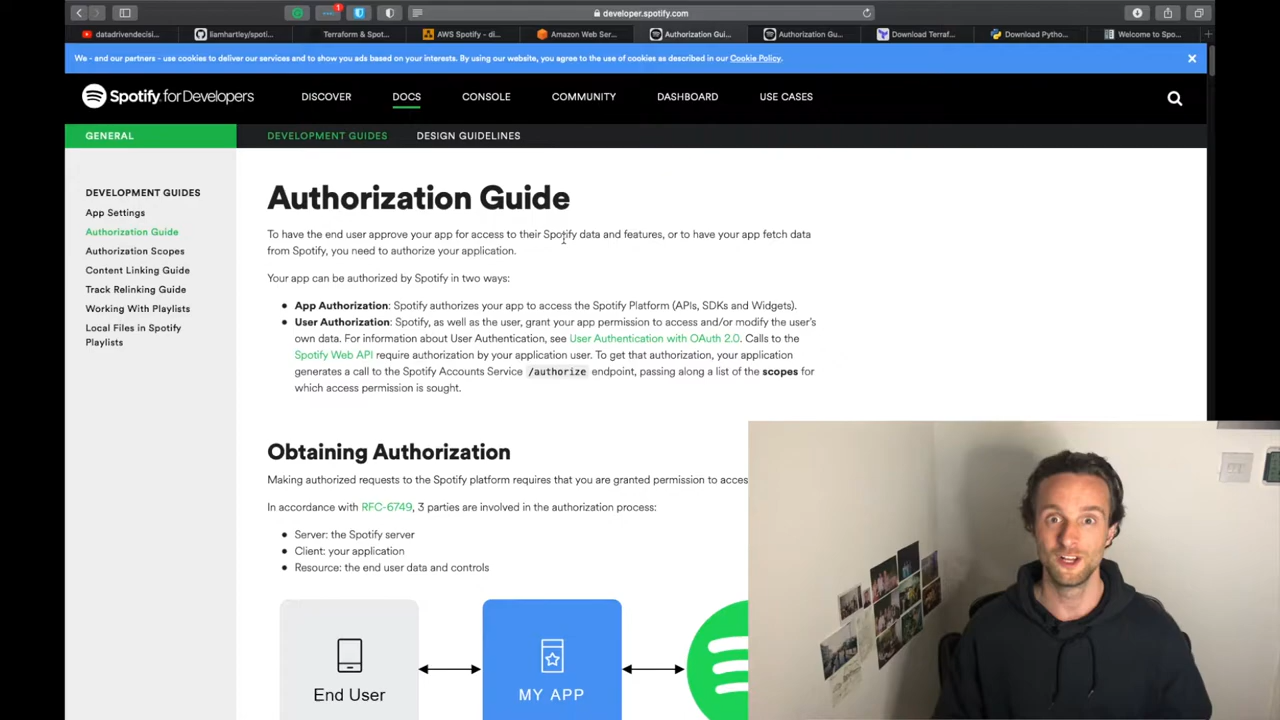 1
developer.spotify.com
datadrivendecisi...
liamhartley/spoti...
Terraform & Spot...
AWS Spotify - di...
Amazon Web Ser...
Authorization Gui...
Authorization Gu...
Download Terraf...
Download Python...
Welcome to Spo...
We - and our partners - use cookies to deliver our services and to show you ads based on your interests. By using our website, you agree to the use of cookies as described in our Cookie Policy.
Spotify for Developers
DISCOVER
DOCS
CONSOLE
COMMUNITY
DASHBOARD
USE CASES
GENERAL
DEVELOPMENT GUIDES
DESIGN GUIDELINES
DEVELOPMENT GUIDES
App Settings
Authorization Guide
Authorization Scopes
Content Linking Guide
Track Relinking Guide
Working With Playlists
Local Files in Spotify
Playlists
Authorization Guide
To have the end user approve your app for access to their Spotify data and features, or to have your app fetch data
from Spotify, you need to authorize your application.
Your app can be authorized by Spotify in two ways:
App Authorization: Spotify authorizes your app to access the Spotify Platform (APIs, SDKs and Widgets).
User Authorization: Spotify, as well as the user, grant your app permission to access and/or modify the user's
own data. For information about User Authentication, see User Authentication with OAuth 2.0. Calls to the
Spotify Web API require authorization by your application user. To get that authorization, your application
generates a call to the Spotify Accounts Service /authorize endpoint, passing along a list of the scopes for
which access permission is sought.
Obtaining Authorization
Making authorized requests to the Spotify platform requires that you are granted permission to acces
In accordance with RFC-6749, 3 parties are involved in the authorization process:
Server: the Spotify server
Client: your application
Resource: the end user data and controls
End User
MY APP